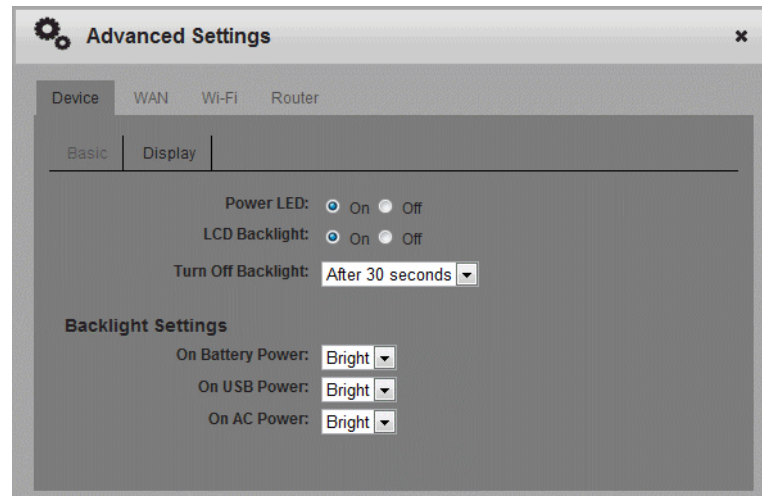 Advanced Settings
Device WAN Wi-Fi Router
Basic Display
Power LED: On Off
LCD Backlight: On Off
Turn Off Backlight: After 30 seconds
Backlight Settings
On Battery Power: Bright
On USB Power: Bright
On AC Power: Bright